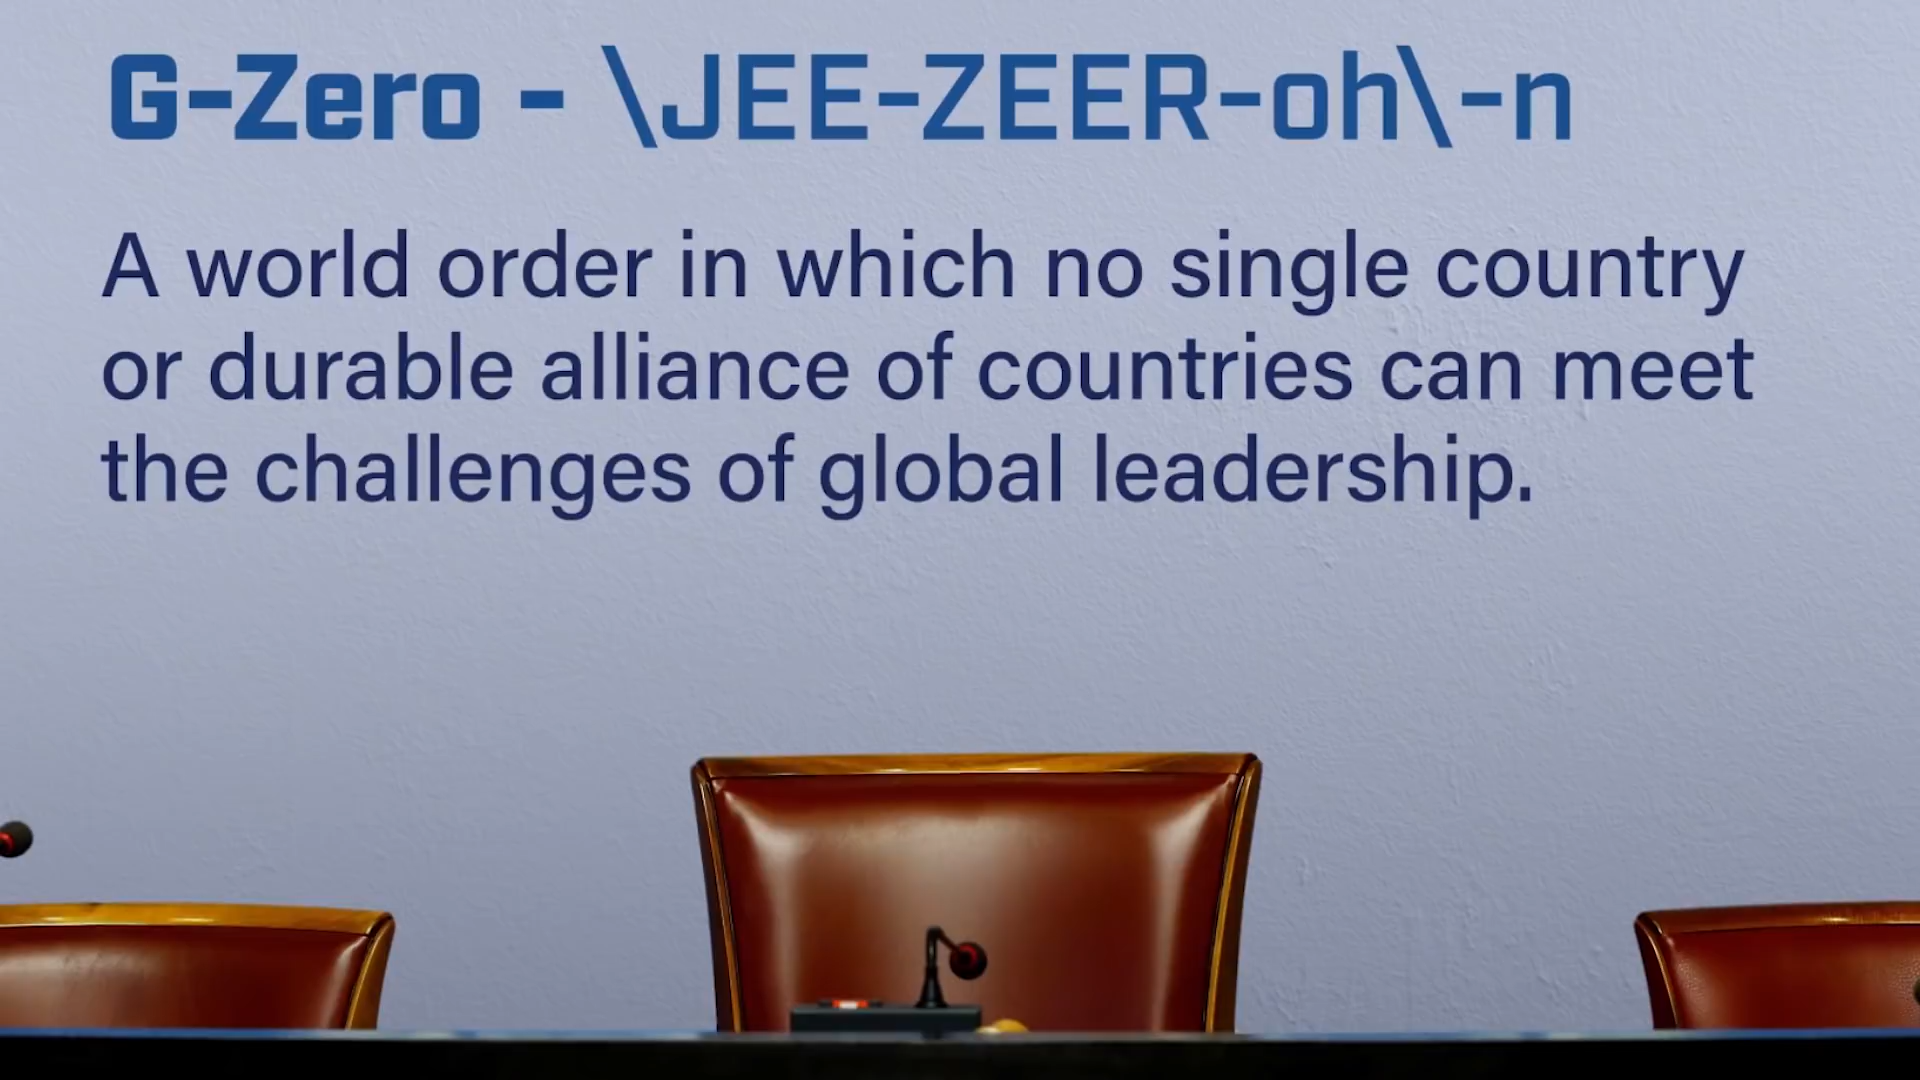 G-Zero - \JEE-ZEER-oh\-n
A world order in which no single country
or durable alliance of countries can meet
the challenges of global leadership.